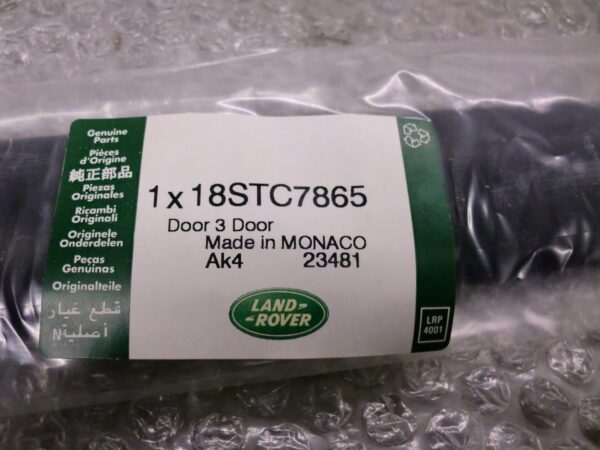 Genuine
Parts
Pièces
d'Origine
純正部品
Piezas
Originales
Ricambi
Originali
Originele
Onderdelen
Peças
Genuinas
Originalteile
قطع غيار
أصلية
N
1 x 18STC7865
Door 3 Door
Made in MONACO
Ak4 23481
LAND-
-ROVER
LRP
4001